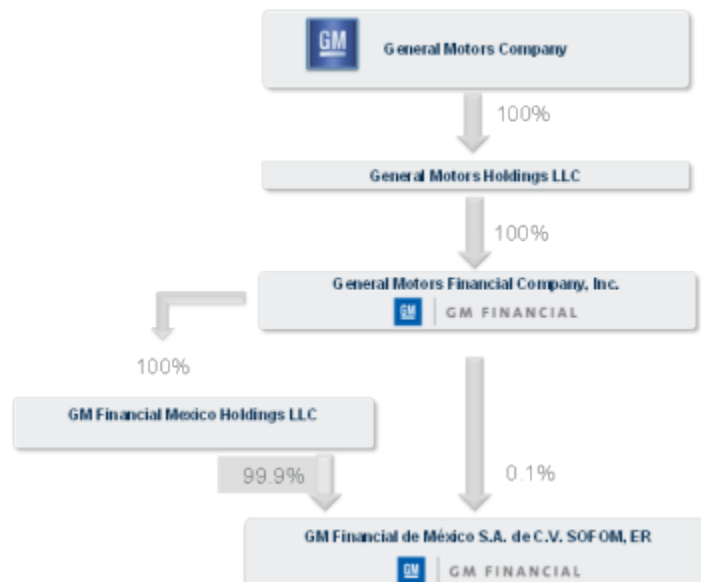 GM
General Motors Company
100%
General Motors Holdings LLC
100%
General Motors Financial Company, Inc.
GM GM FINANCIAL
100%
GM Financial Mexico Holdings LLC
99.9%
0.1%
GM Financial de México S.A. de C.V. SOFOM, ER
GM GM FINANCIAL